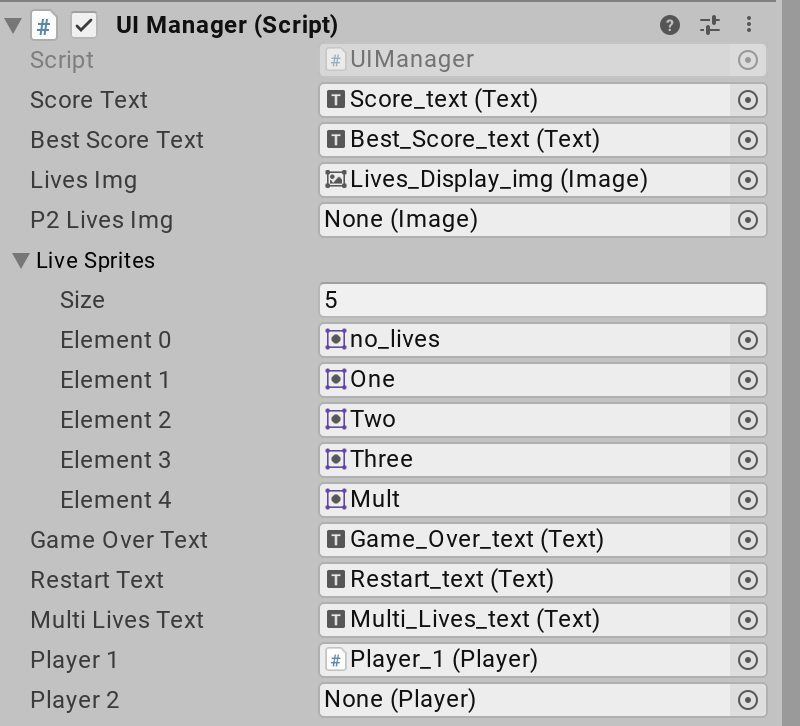 UI Manager (Script)
Script UIManager
Score Text Score_text (Text)
Best Score Text Best_Score_text (Text)
Lives Img Lives_Display_img (Image)
P2 Lives Img None (Image)
Live Sprites
Size 5
Element 0 no_lives
Element 1 One
Element 2 Two
Element 3 Three
Element 4 Mult
Game Over Text Game_Over_text (Text)
Restart Text Restart_text (Text)
Multi Lives Text Multi_Lives_text (Text)
Player 1 Player_1 (Player)
Player 2 None (Player)